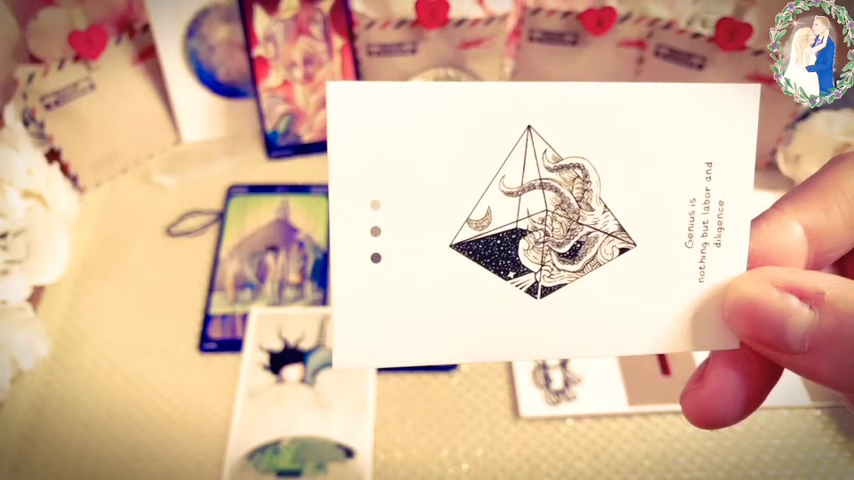 Genius is
nothing but labor and
diligence.